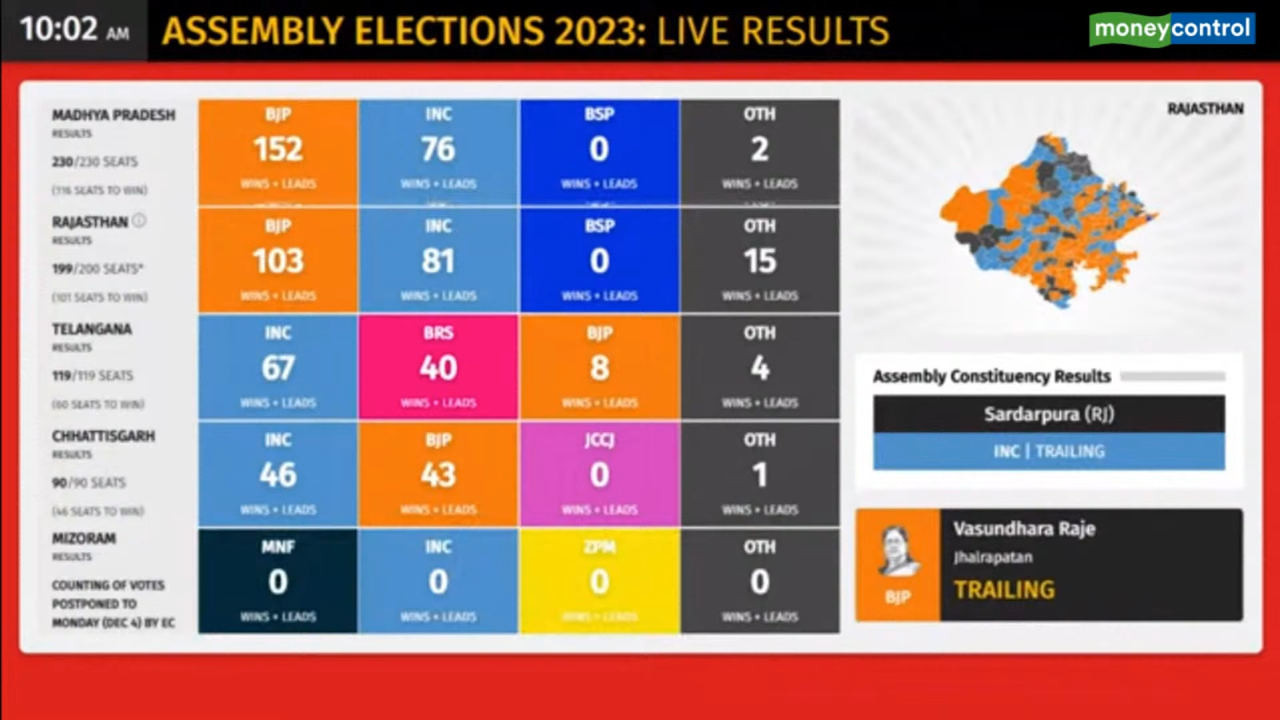 10:02 AM
ASSEMBLY ELECTIONS 2023: LIVE RESULTS
moneycontrol
MADHYA PRADESH
RESULTS
230/230 SEATS
(116 SEATS TO WIN)
BJP
152
WINS + LEADS
INC
76
WINS + LEADS
BSP
0
WINS + LEADS
OTH
2
WINS + LEADS
RAJASTHAN
RESULTS
199/200 SEATS*
(101 SEATS TO WIN)
BJP
103
WINS + LEADS
INC
81
WINS + LEADS
BSP
0
WINS + LEADS
OTH
15
WINS + LEADS
TELANGANA
RESULTS
119/119 SEATS
(60 SEATS TO WIN)
INC
67
WINS + LEADS
BRS
40
WINS + LEADS
BJP
8
WINS + LEADS
OTH
4
WINS + LEADS
CHHATTISGARH
RESULTS
90/90 SEATS
(46 SEATS TO WIN)
INC
46
WINS + LEADS
BJP
43
WINS + LEADS
JCCJ
0
WINS + LEADS
OTH
1
WINS + LEADS
MIZORAM
RESULTS
COUNTING OF VOTES
POSTPONED TO
MONDAY (DEC 4) BY EC
MNF
0
WINS + LEADS
INC
0
WINS + LEADS
ZPM
0
WINS + LEADS
OTH
0
WINS + LEADS
RAJASTHAN
Assembly Constituency Results
Sardarpura (RJ)
INC | TRAILING
BJP
Vasundhara Raje
Jhalrapatan
TRAILING